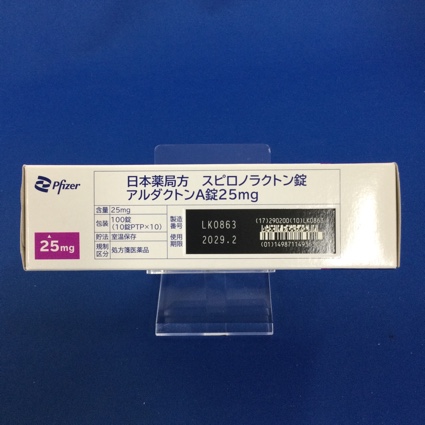 Pfizer
日本薬局方 スピロノラクトン錠
アルダクトンA錠25mg
25mg
含量 25mg
包装 100錠
(10錠PTP×10)
貯法 室温保存
規制区分 処方箋医薬品
製造番号 LK0863
使用期限 2029.2
(17)290200(10)LK0863